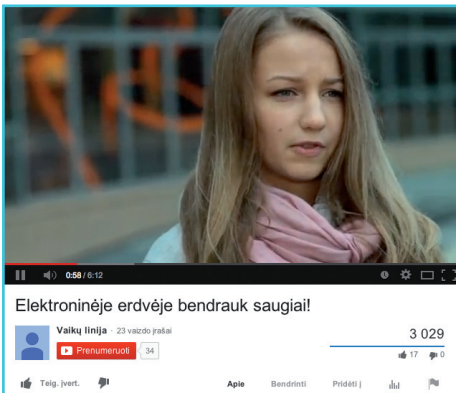 0:58 / 6:12
Elektroninėje erdvėje bendrauk saugiai!
Vaikų linija · 23 vaizdo įrašai
Prenumeruoti 34
3 029
17 0
Teig. įvert. Apie Bendrinti Pridėti į